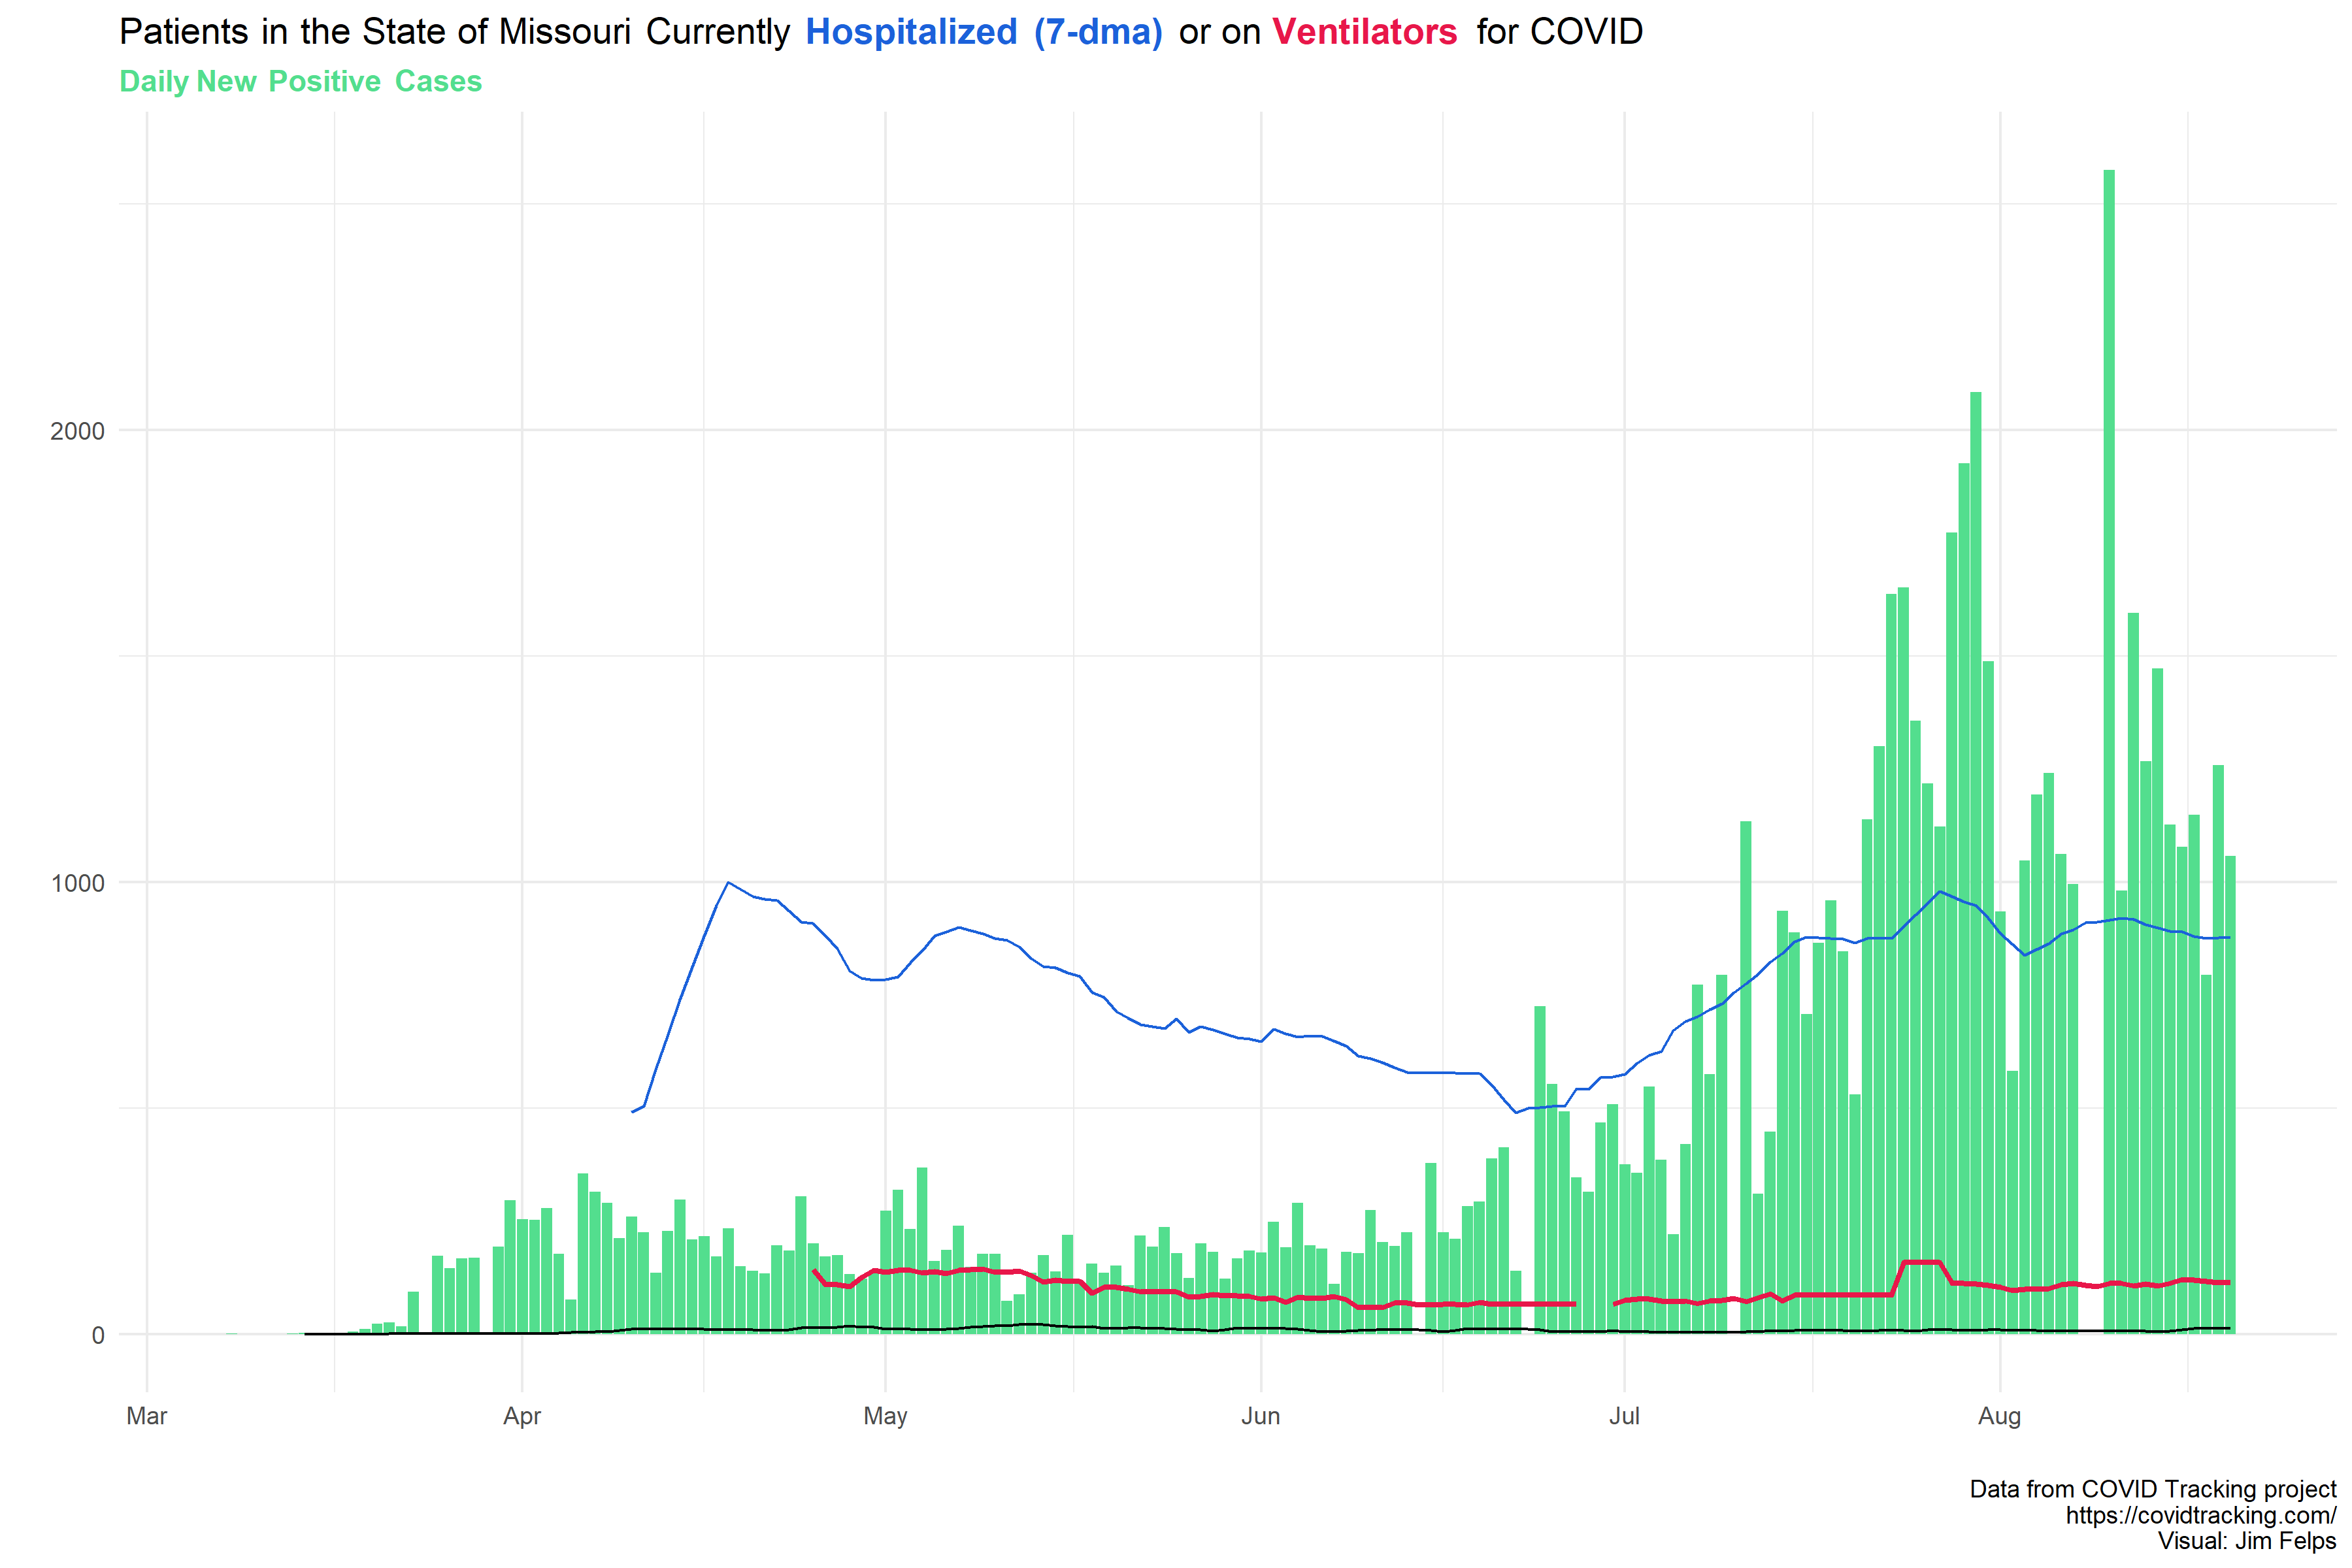 Patients in the State of Missouri Currently Hospitalized (7-dma) or on Ventilators for COVID
Daily New Positive Cases
2000
1000
0
Mar Apr May Jun Jul Aug
Data from COVID Tracking project
https://covidtracking.com/
Visual: Jim Felps